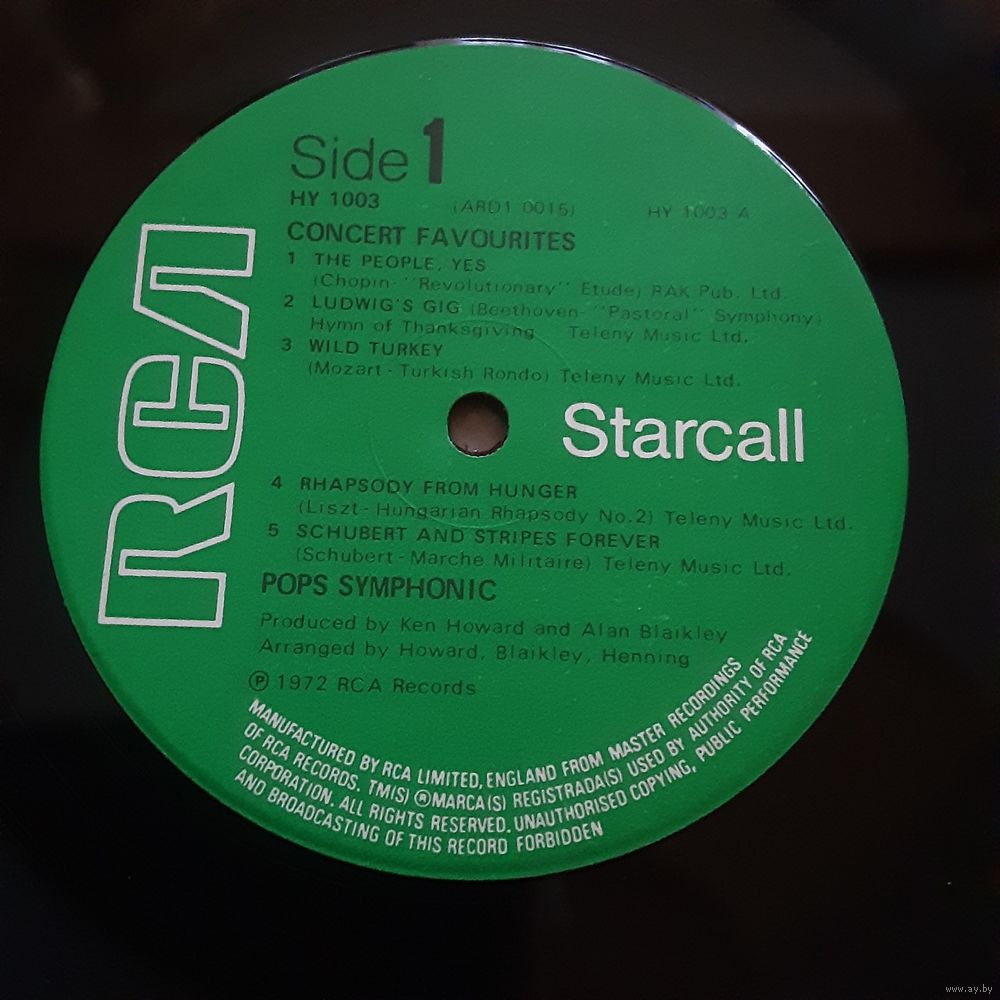 Side 1
HY 1003 (ARD1 0015) HY 1003 A
CONCERT FAVOURITES
1 THE PEOPLE, YES
(Chopin-"Revolutionary" Etude) RAK Pub. Ltd.
2 LUDWIG'S GIG (Beethoven-"Pastoral" Symphony)
Hymn of Thanksgiving Teleny Music Ltd.
3 WILD TURKEY
(Mozart-Turkish Rondo) Teleny Music Ltd.
RCA
Starcall
4 RHAPSODY FROM HUNGER
(Liszt-Hungarian Rhapsody No.2) Teleny Music Ltd.
5 SCHUBERT AND STRIPES FOREVER
(Schubert-Marche Militaire) Teleny Music Ltd.
POPS SYMPHONIC
Produced by Ken Howard and Alan Blaikley
Arranged by Howard, Blaikley, Henning
Ⓟ 1972 RCA Records
MANUFACTURED BY RCA LIMITED, ENGLAND FROM MASTER RECORDINGS
OF RCA RECORDS. TM(S) ® MARCA(S) REGISTRADA(S) USED BY AUTHORITY OF RCA
CORPORATION. ALL RIGHTS RESERVED. UNAUTHORISED COPYING, PUBLIC PERFORMANCE
AND BROADCASTING OF THIS RECORD FORBIDDEN
www.ay.by